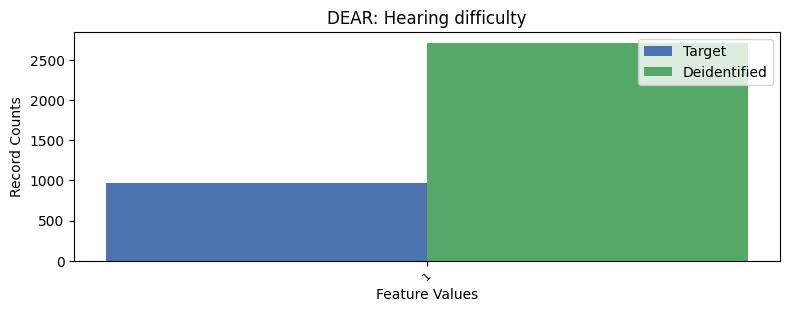 DEAR: Hearing difficulty
Target
Deidentified
Record Counts
2500
2000
1500
1000
500
0
1
Feature Values